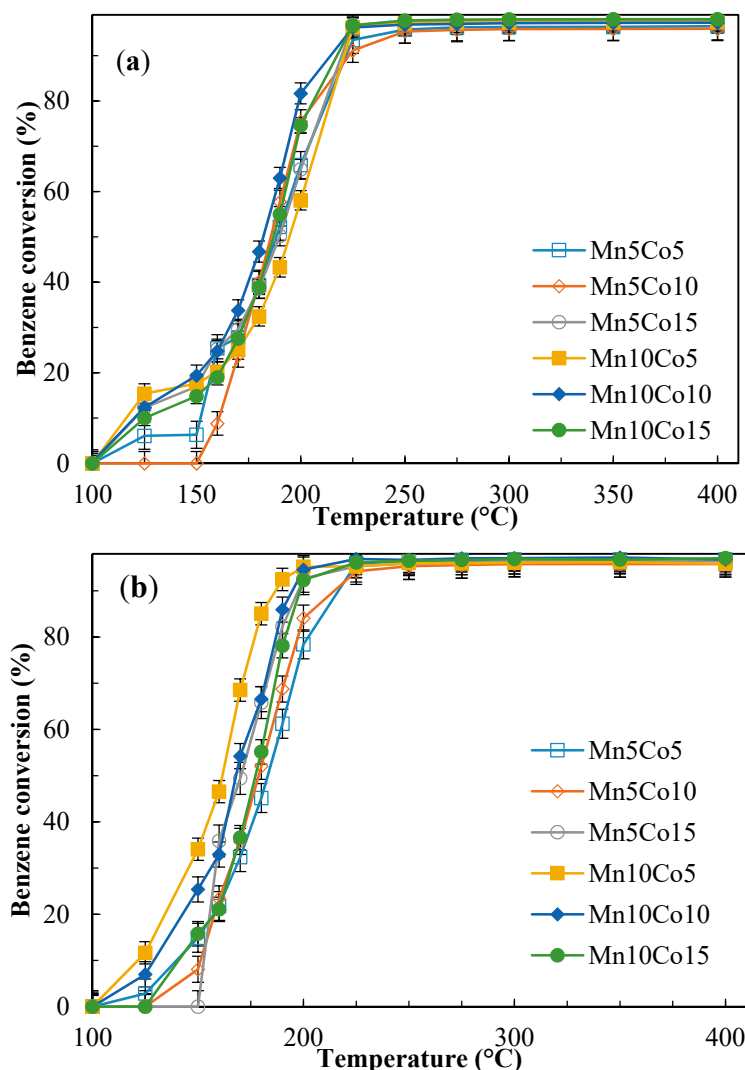 (a)
Benzene conversion (%)
80
60
40
20
0
Mn5Co5
Mn5Co10
Mn5Co15
Mn10Co5
Mn10Co10
Mn10Co15
100 150 200 250 300 350 400
Temperature (°C)
(b)
Benzene conversion (%)
80
60
40
20
0
Mn5Co5
Mn5Co10
Mn5Co15
Mn10Co5
Mn10Co10
Mn10Co15
100 200 300 400
Temperature (°C)